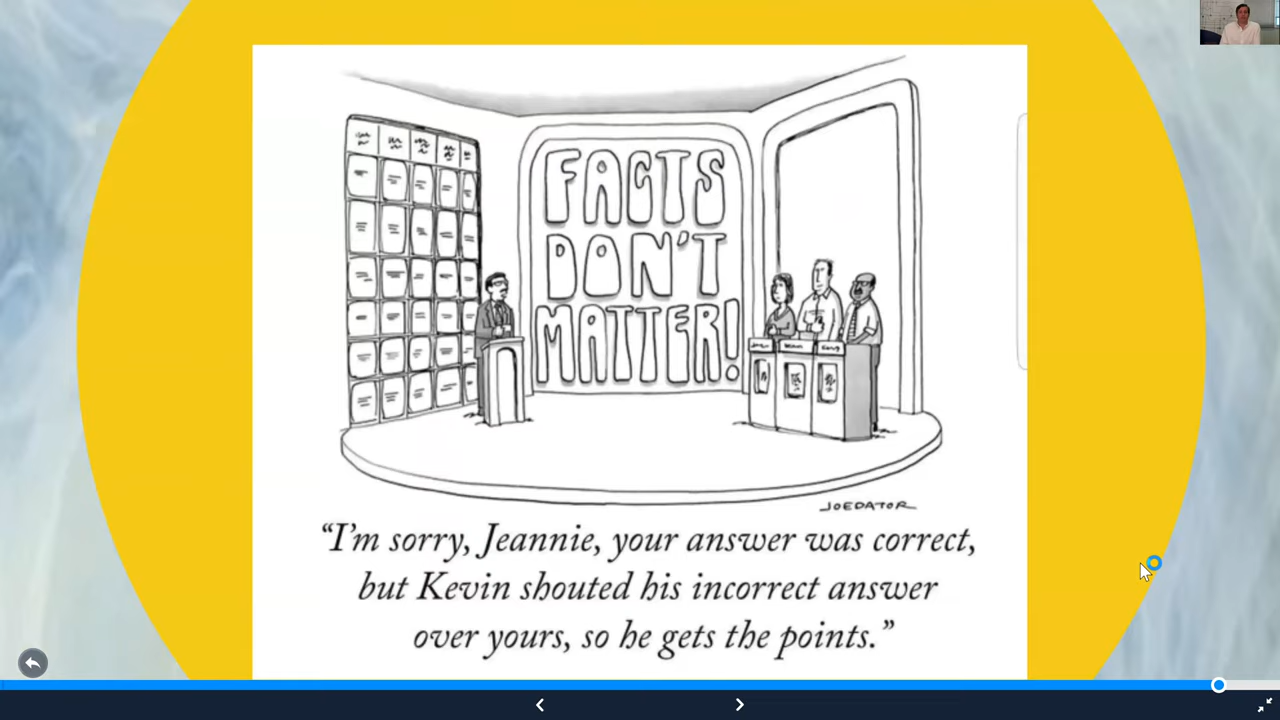 FACTS
DON'T
MATTER!
JOEDATOR
“I’m sorry, Jeannie, your answer was correct,
but Kevin shouted his incorrect answer
over yours, so he gets the points.”